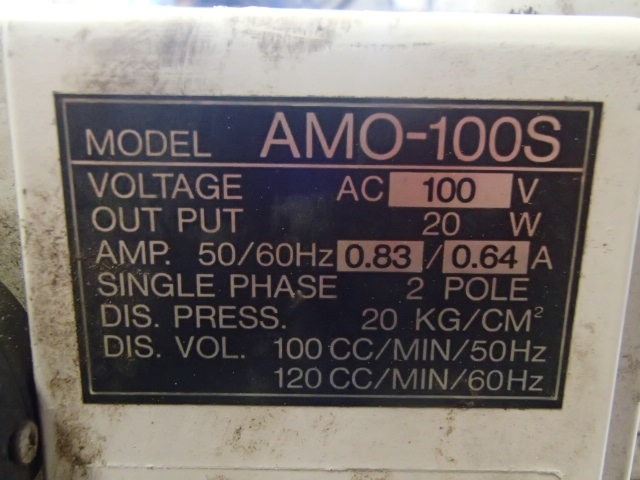 MODEL AMO-100S
VOLTAGE AC 100 V
OUT PUT 20 W
AMP. 50/60Hz 0.83 / 0.64 A
SINGLE PHASE 2 POLE
DIS. PRESS. 20 KG/CM²
DIS. VOL. 100 CC/MIN/50Hz
120 CC/MIN/60Hz